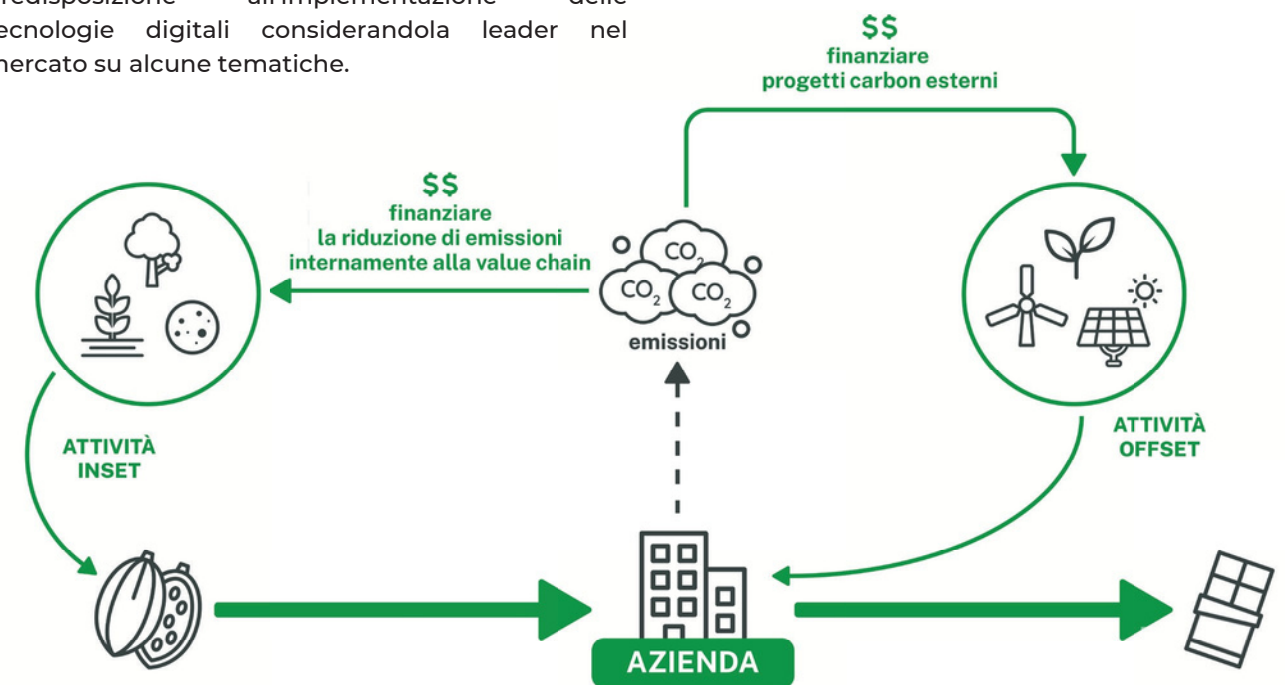 ecnologie digitali considerandola leader nel
mercato su alcune tematiche.
$$
finanziare
progetti carbon esterni
$$
finanziare
la riduzione di emissioni
internamente alla value chain
CO2
CO2
CO2
emissioni
ATTIVITÀ
INSET
ATTIVITÀ
OFFSET
AZIENDA